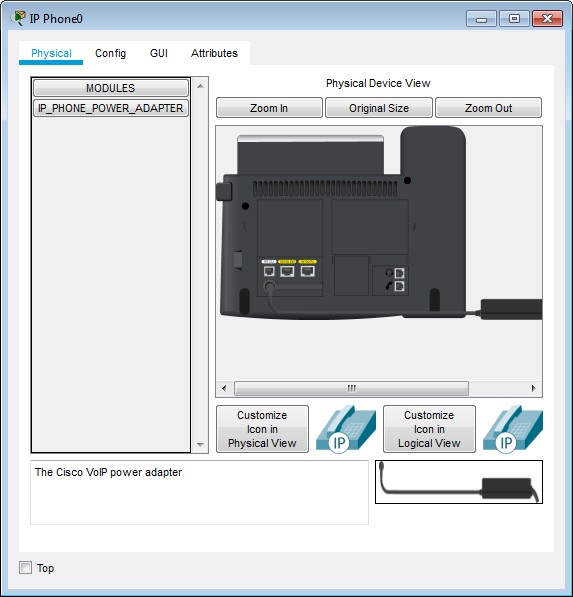 IP Phone0
Physical
Config
GUI
Attributes
MODULES
IP_PHONE_POWER_ADAPTER
Physical Device View
Zoom In
Original Size
Zoom Out
Customize
Icon in
Physical View
IP
Customize
Icon in
Logical View
IP
The Cisco VoIP power adapter
Top